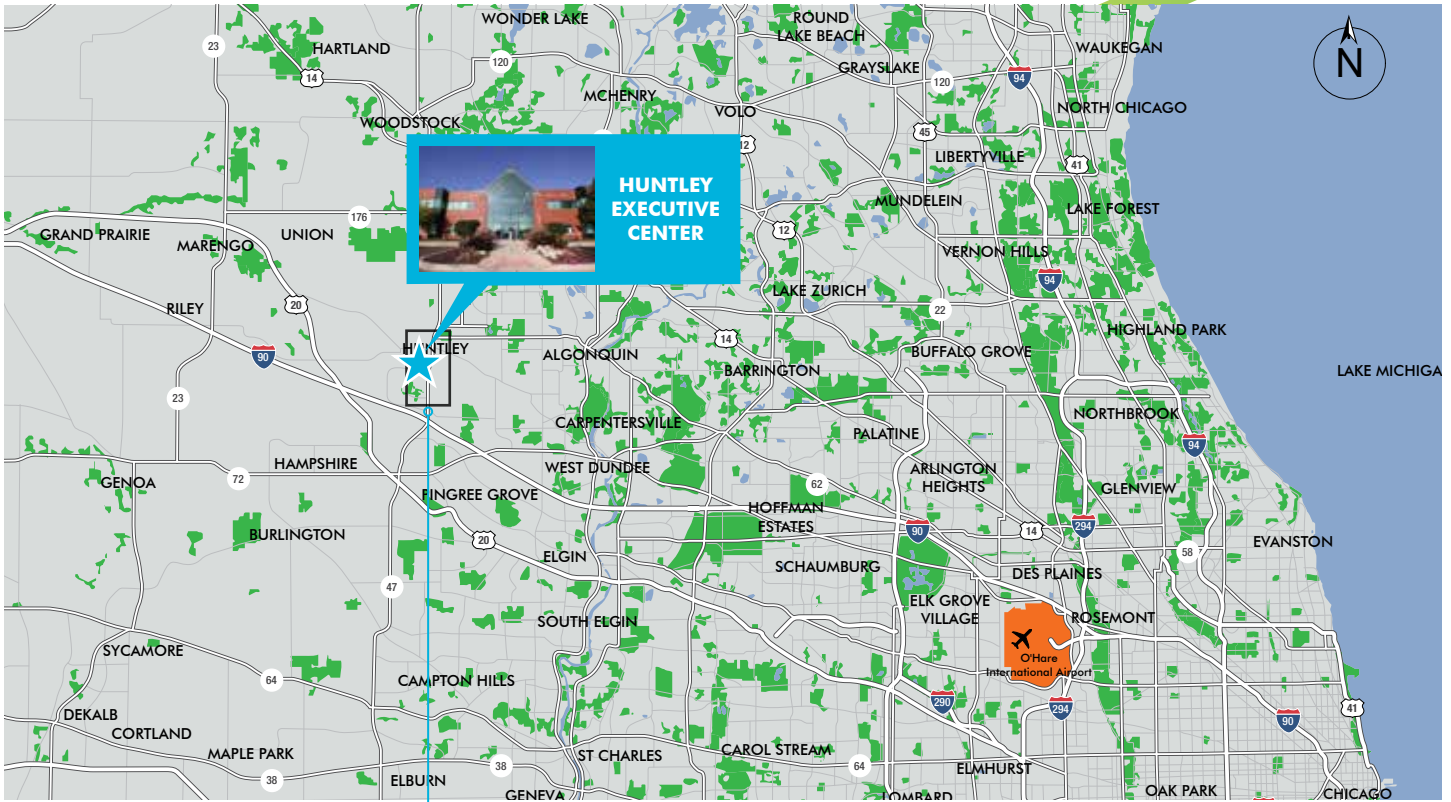 WONDER LAKE
ROUND
LAKE BEACH
N
23
HARTLAND
WAUKEGAN
14
120
GRAYSLAKE
94
120
MCHENRY
NORTH CHICAGO
VOLO
WOODSTOCK
45
12
LIBERTYVILLE
41
HUNTLEY
EXECUTIVE
CENTER
MUNDELEIN
LAKE FOREST
176
GRAND PRAIRIE
MARENGO
UNION
12
VERNON HILLS
94
LAKE ZURICH
20
RILEY
22
HIGHLAND PARK
14
HUNTLEY
90
ALGONQUIN
BUFFALO GROVE
BARRINGTON
LAKE MICHIGA
23
NORTHBROOK
CARPENTERSVILLE
PALATINE
94
HAMPSHIRE
WEST DUNDEE
ARLINGTON
HEIGHTS
72
GENOA
62
GLENVIEW
FINGREE GROVE
HOFFMAN
ESTATES
90
14
294
BURLINGTON
20
EVANSTON
58
ELGIN
SCHAUMBURG
DES PLAINES
47
ELK GROVE
VILLAGE
SOUTH ELGIN
ROSEMONT
SYCAMORE
O'Hare
International Airport
64
CAMPTON HILLS
290
294
41
DEKALB
90
CORTLAND
MAPLE PARK
ST CHARLES
CAROL STREAM
38
ELBURN
38
64
ELMHURST
GENEVA
LOMBARD
OAK PARK
CHICAGO